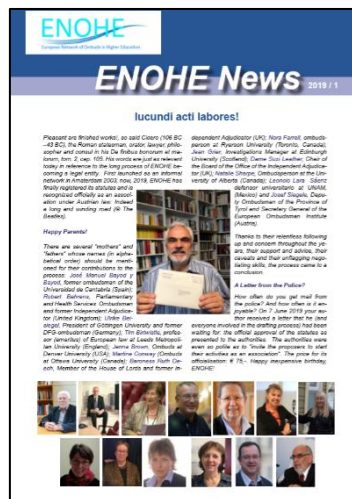 ENOHE
European Network of Ombuds in Higher Education
ENOHE News 2019 / 1
Iucundi acti labores!
Pleasant are finished works!, so said Cicero (106 BC
–43 BC), the Roman statesman, orator, lawyer, philo-
sopher and consul in his De finibus bonorum et ma-
lorum, tom. 2, cap. 105. His words are just as relevant
today in reference to the long process of ENOHE be-
coming a legal entity. First launched as an informal
network in Amsterdam 2003, now, 2019, ENOHE has
finally registered its statutes and is
recognized officially as an associ-
ation under Austrian law. Indeed
a long and winding road (® The
Beatles).
Happy Parents!
There are several "mothers" and
"fathers" whose names (in alpha-
betical order) should be menti-
oned for their contributions to the
process: José Manuel Bayod y
Bayod, ombudsman of the
Universidad de Cantabria (Spain);
Robert Behrens, Parliamentary
and Health Services Ombudsman
and former Independent Adjudica-
tor (United Kingdom); Ulrike Bei-
siegel, President of Göttingen University and former
DFG-ombudsman (Germany); Tim Birtwistle, profes-
sor (emeritus) of European law at Leeds Metropoli-
tan University (England); Jenna Brown, Ombuds at
Denver University (USA); Martine Conway (Ombuds
at Ottawa University (Canada); Baroness Ruth De-
ech, Member of the House of Lords and former In-
dependent Adjudicator (UK); Nora Farrell, ombuds-
person at Ryerson University (Toronto, Canada);
Jean Grier, Investigations Manager at Edinburgh
University (Scotland); Dame Suzi Leather, Chair of
the Board of the Office of the Independent Adjudica-
tor (UK); Natalie Sharpe, Ombudsperson at the Uni-
versity of Alberta (Canada); Leoncio Lara Sáenz
defensor universitario at UNAM,
(Mexico) and Josef Siegele, Depu-
ty Ombudsman of the Province of
Tyrol and Secretary General of the
European Ombudsman Institute
(Austria).
Thanks to their relentless following
up and concern throughout the ye-
ars, their support and advice, their
caveats and their unflagging nego-
tiating skills, the process came to a
conclusion.
A Letter from the Police?
How often do you get mail from
the police? And how often is it en-
joyable? On 7 June 2019 your au-
thor received a letter that he (and
everyone involved in the drafting process) had been
waiting for: the official approval of the statutes as
presented to the authorities. The authorities were
even so polite as to "invite the proposers to start
their activities as an association". The price for its
officialisation: € 75,-. Happy inexpensive birthday,
ENOHE!